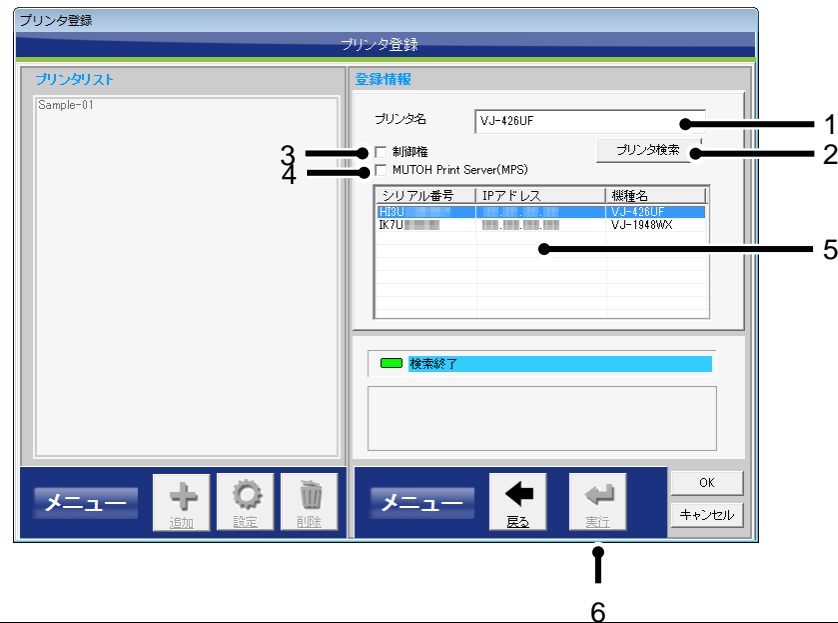 プリンタ登録
プリンタ登録
プリンタリスト
Sample-01
登録情報
プリンタ名
VJ-426UF
1
プリンタ検索
2
制御権
3
MUTOH Print Server(MPS)
4
シリアル番号 IPアドレス 機種名
HI3U VJ-426UF
IK7U VJ-1948WX
5
検索終了
メニュー
追加
設定
削除
メニュー
戻る
実行
OK
キャンセル
6